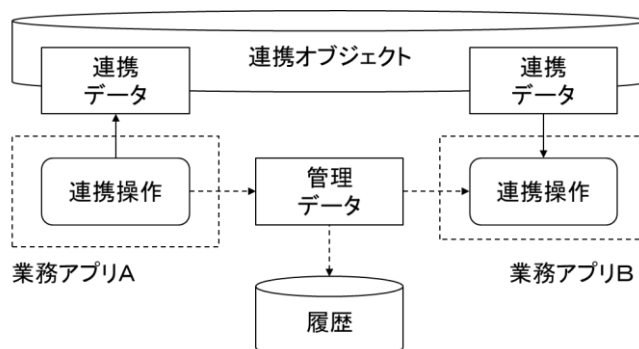 連携オブジェクト
連携
データ
連携
データ
連携操作
管理
データ
連携操作
業務アプリA
業務アプリB
履歴